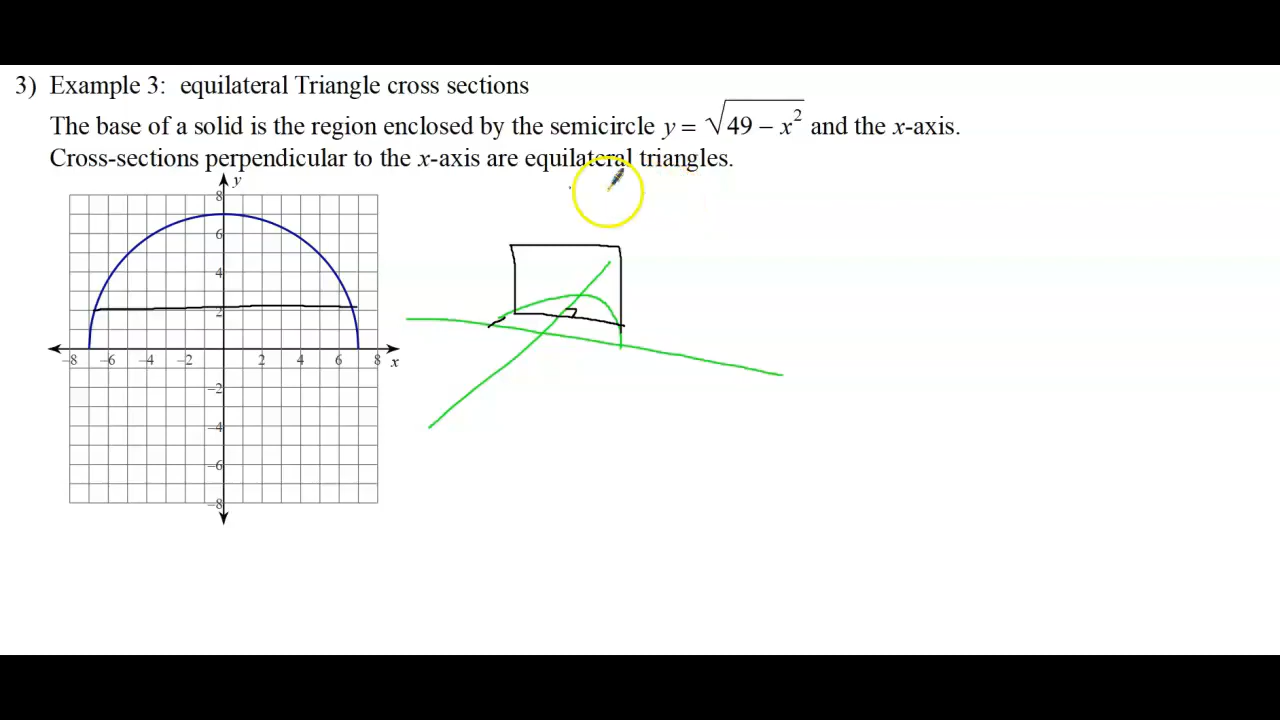 3) Example 3: equilateral Triangle cross sections
The base of a solid is the region enclosed by the semicircle y = √(49 − x²) and the x-axis.
Cross-sections perpendicular to the x-axis are equilateral triangles.
y
8
6
4
2
−8 −6 −4 −2 2 4 6 8 x
−2
−4
−6
−8